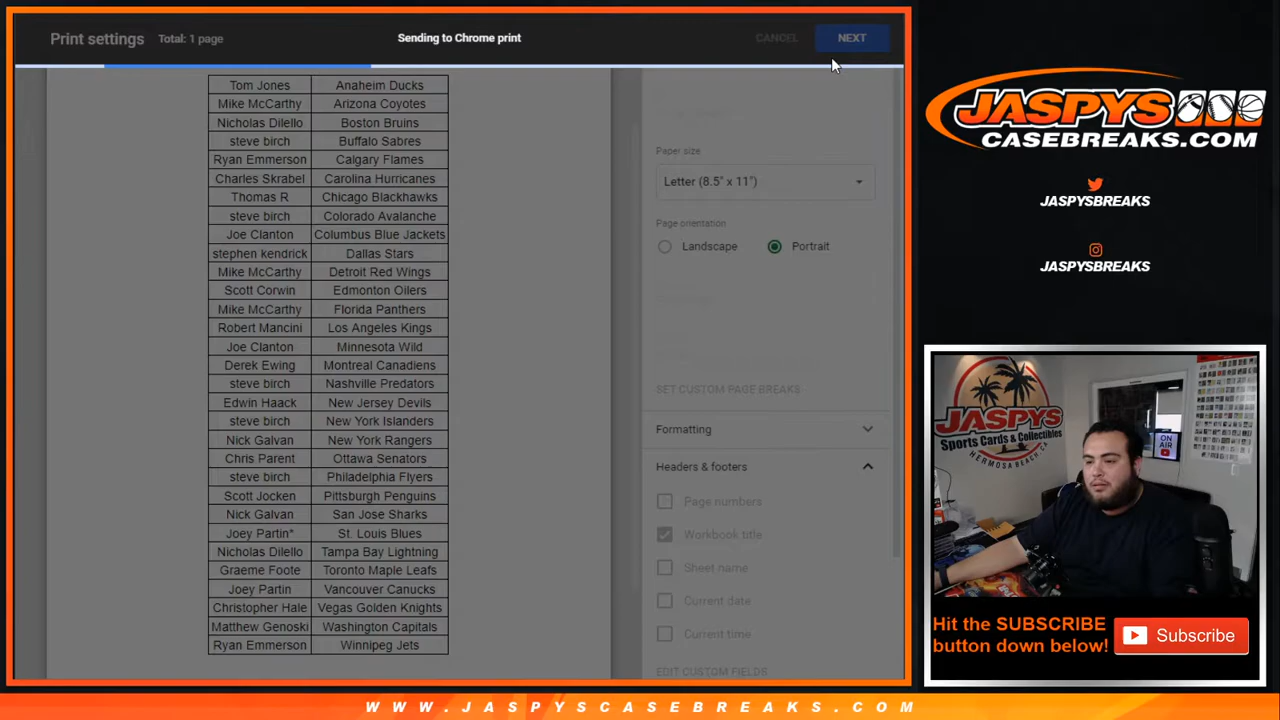 Print settings Total: 1 page Sending to Chrome print CANCEL NEXT
Tom Jones Anaheim Ducks
Mike McCarthy Arizona Coyotes
Nicholas Dilello Boston Bruins
steve birch Buffalo Sabres
Ryan Emmerson Calgary Flames
Charles Skrabel Carolina Hurricanes
Thomas R Chicago Blackhawks
steve birch Colorado Avalanche
Joe Clanton Columbus Blue Jackets
stephen kendrick Dallas Stars
Mike McCarthy Detroit Red Wings
Scott Corwin Edmonton Oilers
Mike McCarthy Florida Panthers
Robert Mancini Los Angeles Kings
Joe Clanton Minnesota Wild
Derek Ewing Montreal Canadiens
steve birch Nashville Predators
Edwin Haack New Jersey Devils
steve birch New York Islanders
Nick Galvan New York Rangers
Chris Parent Ottawa Senators
steve birch Philadelphia Flyers
Scott Jocken Pittsburgh Penguins
Nick Galvan San Jose Sharks
Joey Partin* St. Louis Blues
Nicholas Dilello Tampa Bay Lightning
Graeme Foote Toronto Maple Leafs
Joey Partin Vancouver Canucks
Christopher Hale Vegas Golden Knights
Matthew Genoski Washington Capitals
Ryan Emmerson Winnipeg Jets
Paper size
Letter (8.5" x 11")
Page orientation
Landscape Portrait
SET CUSTOM PAGE BREAKS
Formatting
Headers & footers
Page numbers
Workbook title
Sheet name
Current date
Current time
EDIT CUSTOM FIELDS
JASPYS
CASEBREAKS.COM
JASPYSBREAKS
JASPYSBREAKS
JASPYS
Sports Cards & Collectibles
HERMOSA BEACH, CA
ON
AIR
Hit the SUBSCRIBE
button down below!
Subscribe
WWW.JASPYSCASEBREAKS.COM